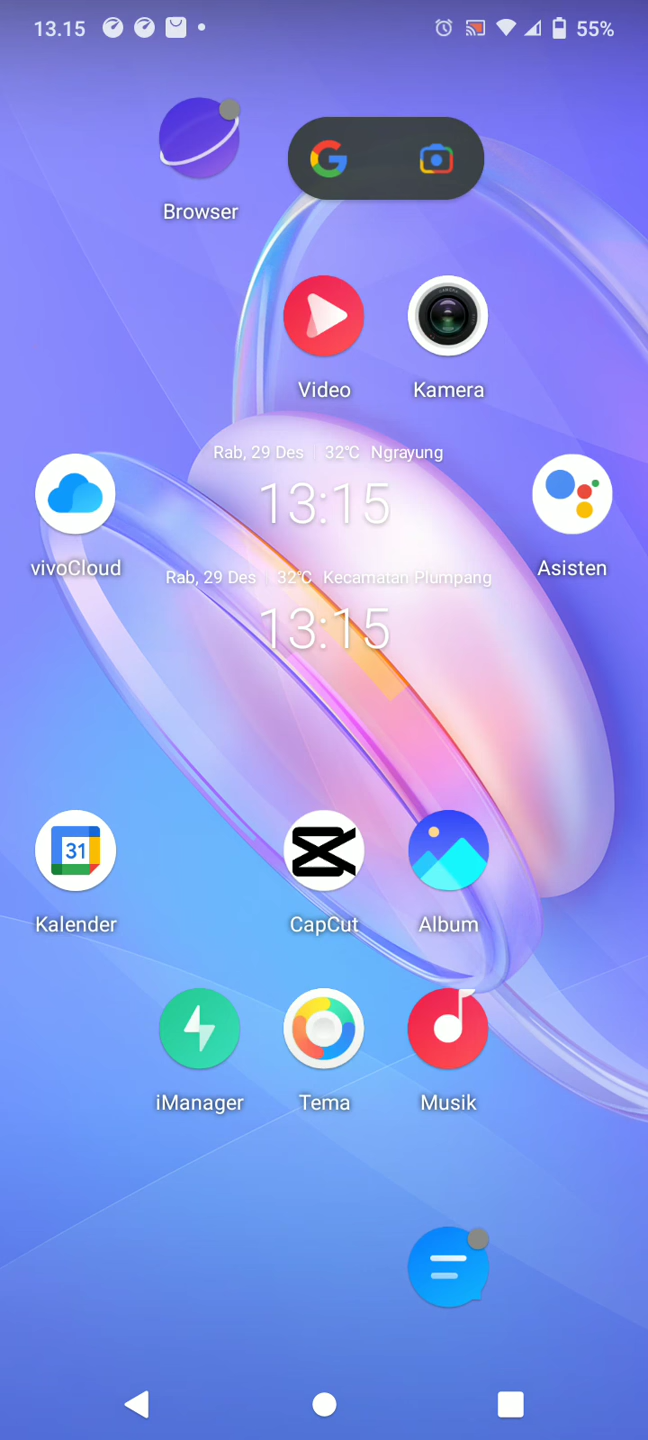 13.15 55%
Browser
Video Kamera
Rab, 29 Des 32°C Ngrayung
13:15
vivoCloud Asisten
Rab, 29 Des 32°C Kecamatan Plumpang
13:15
31
Kalender CapCut Album
iManager Tema Musik